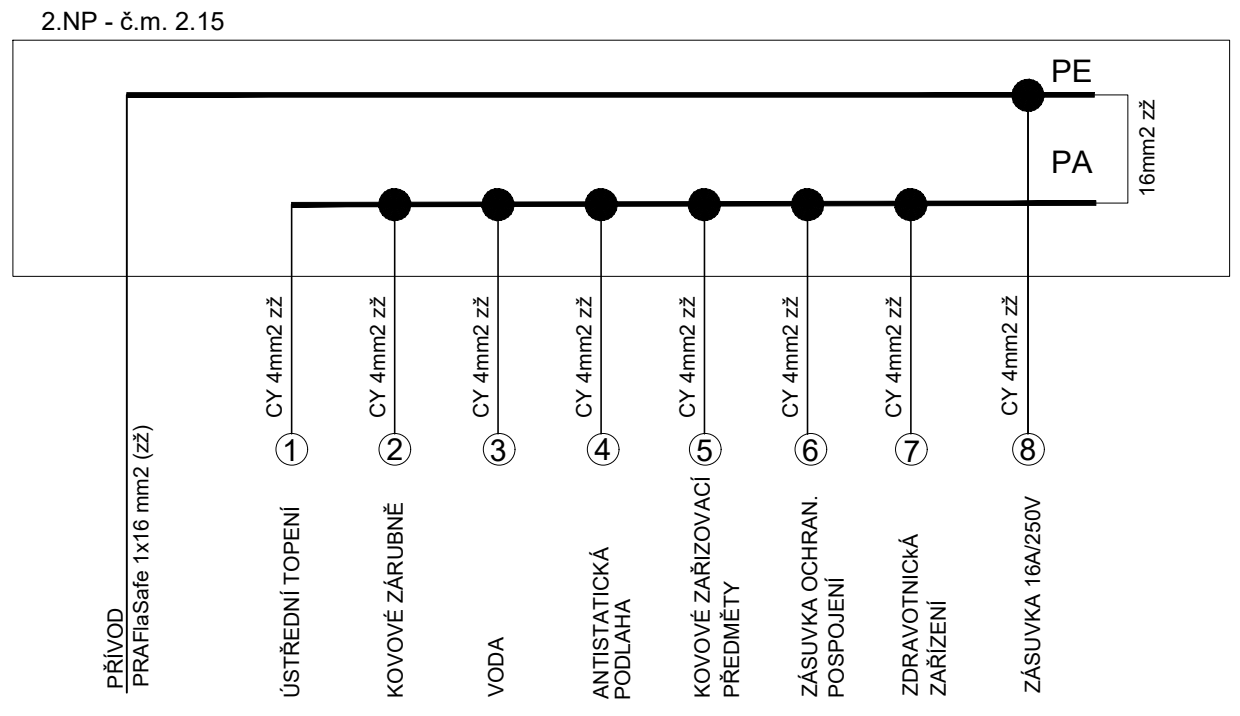 2.NP - č.m. 2.15
PE
PA
16mm2 zž
CY 4mm2 zž
CY 4mm2 zž
CY 4mm2 zž
CY 4mm2 zž
CY 4mm2 zž
CY 4mm2 zž
CY 4mm2 zž
CY 4mm2 zž
1
2
3
4
5
6
7
8
PŘÍVOD
PRAFlaSafe 1x16 mm2 (zž)
ÚSTŘEDNÍ TOPENÍ
KOVOVÉ ZÁRUBNĚ
VODA
ANTISTATICKÁ
PODLAHA
KOVOVÉ ZAŘIZOVACÍ
PŘEDMĚTY
ZÁSUVKA OCHRAN.
POSPOJENÍ
ZDRAVOTNICkÁ
ZAŘÍZENÍ
ZÁSUVKA 16A/250V